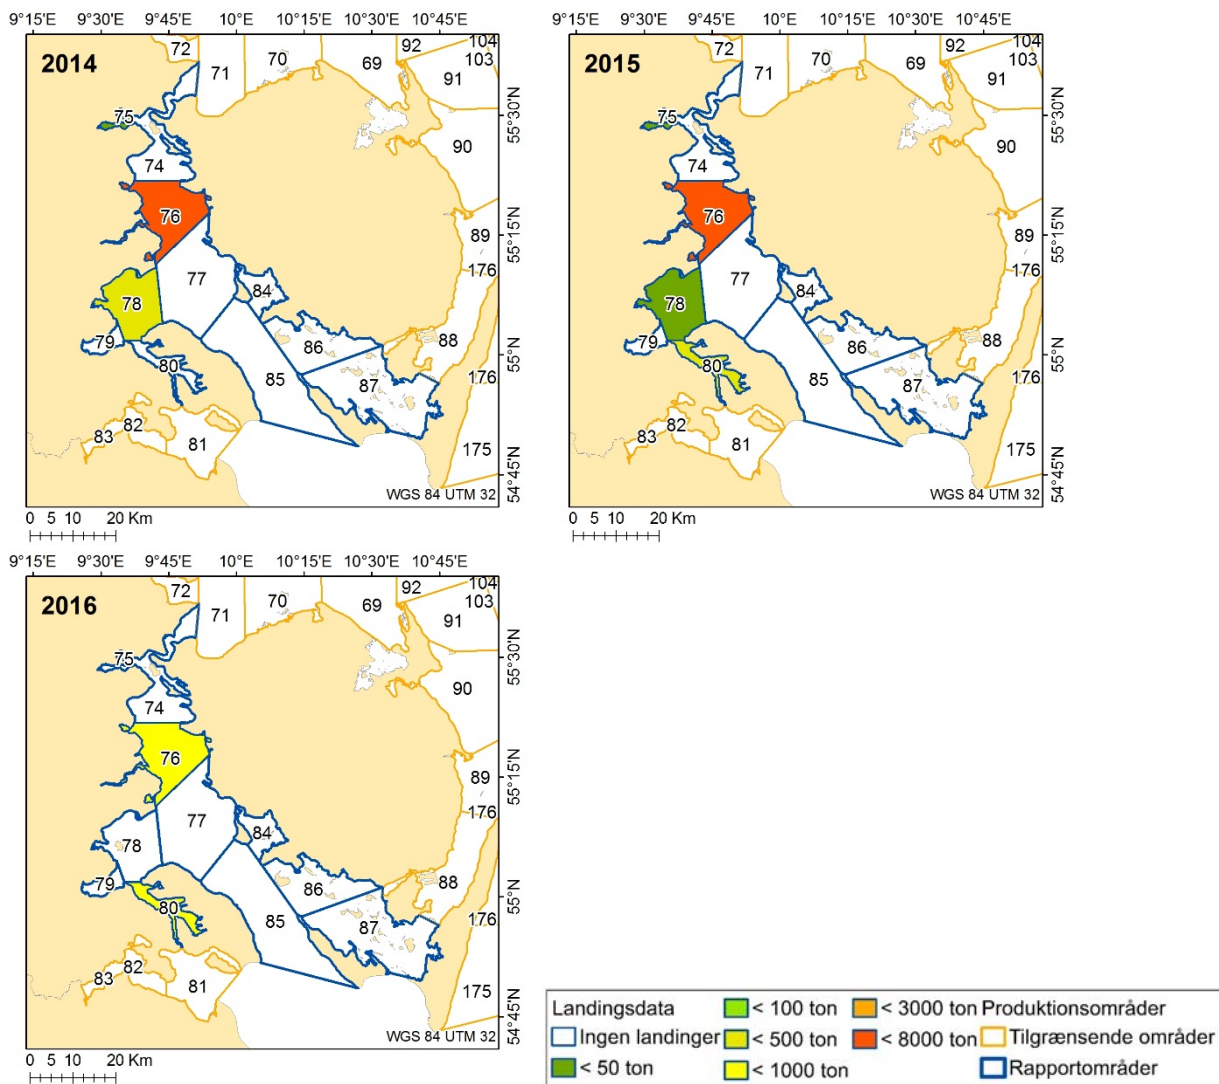 9°15'E 9°30'E 9°45'E 10°E 10°15'E 10°30'E 10°45'E
2014
72
71
70
69
92
104
103
91
90
75
74
76
77
78
79
80
84
85
86
87
88
89
176
176
175
81
82
83
55°30'N
55°15'N
55°N
54°45'N
WGS 84 UTM 32
0 5 10 20 Km
9°15'E 9°30'E 9°45'E 10°E 10°15'E 10°30'E 10°45'E
2015
72
71
70
69
92
104
103
91
90
75
74
76
77
78
79
80
84
85
86
87
88
89
176
176
175
81
82
83
55°30'N
55°15'N
55°N
54°45'N
WGS 84 UTM 32
0 5 10 20 Km
9°15'E 9°30'E 9°45'E 10°E 10°15'E 10°30'E 10°45'E
2016
72
71
70
69
92
104
103
91
90
75
74
76
77
78
79
80
84
85
86
87
88
89
176
176
175
81
82
83
55°30'N
55°15'N
55°N
54°45'N
WGS 84 UTM 32
0 5 10 20 Km
Landingsdata
Ingen landinger
< 50 ton
< 100 ton
< 500 ton
< 1000 ton
< 3000 ton
< 8000 ton
Produktionsområder
Tilgrænsende områder
Rapportområder